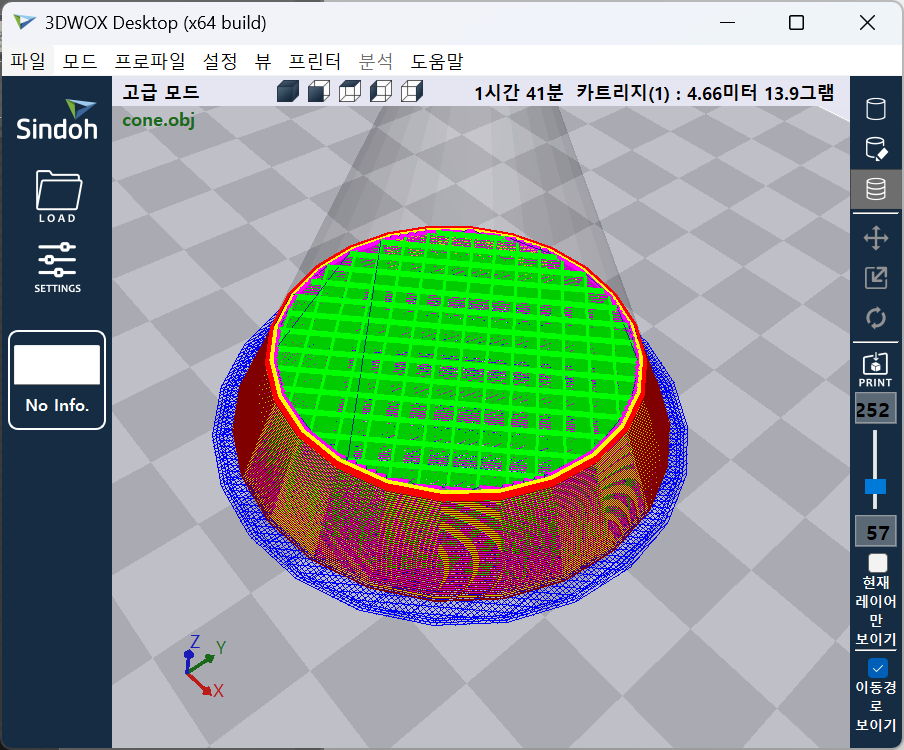 3DWOX Desktop (x64 build)
파일 모드 프로파일 설정 뷰 프린터 분석 도움말
고급 모드
1시간 41분 카트리지(1) : 4.66미터 13.9그램
cone.obj
Sindoh
LOAD
SETTINGS
No Info.
PRINT
252
57
현재
레이어
만
보이기
이동경
로
보이기
Z
Y
X